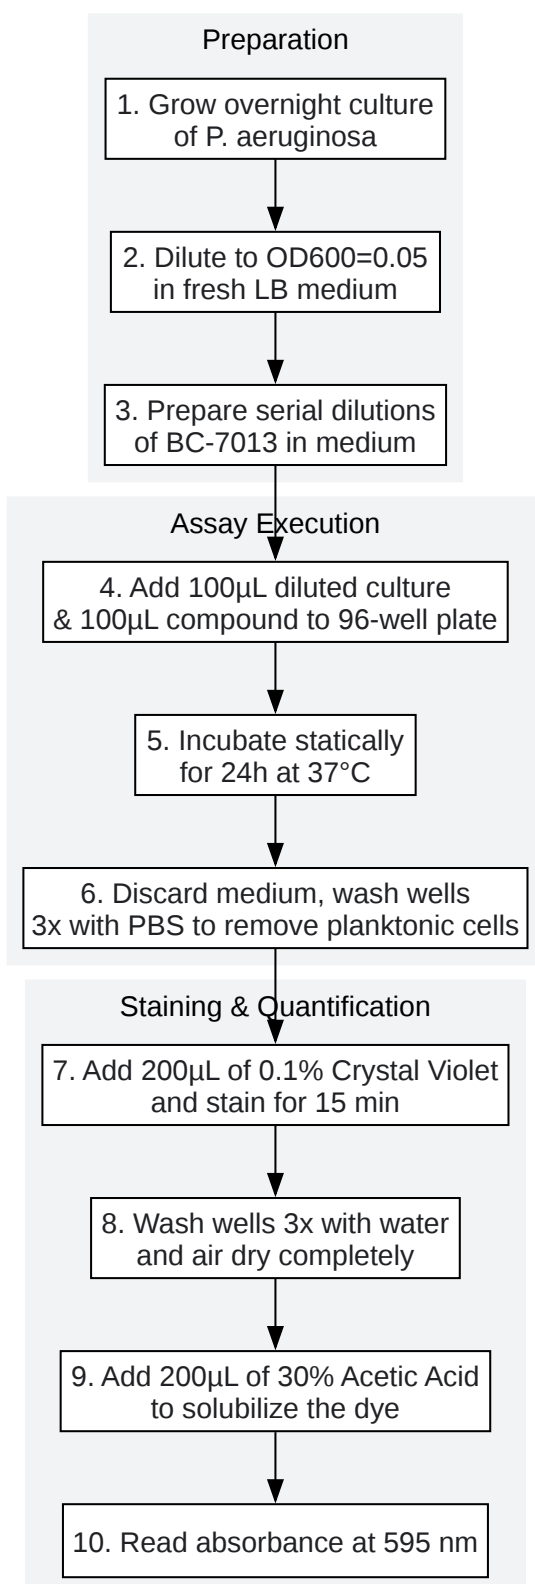 Preparation
1. Grow overnight culture
of P. aeruginosa
2. Dilute to OD600=0.05
in fresh LB medium
3. Prepare serial dilutions
of BC-7013 in medium
Assay Execution
4. Add 100µL diluted culture
& 100µL compound to 96-well plate
5. Incubate statically
for 24h at 37°C
6. Discard medium, wash wells
3x with PBS to remove planktonic cells
Staining & Quantification
7. Add 200µL of 0.1% Crystal Violet
and stain for 15 min
8. Wash wells 3x with water
and air dry completely
9. Add 200µL of 30% Acetic Acid
to solubilize the dye
10. Read absorbance at 595 nm